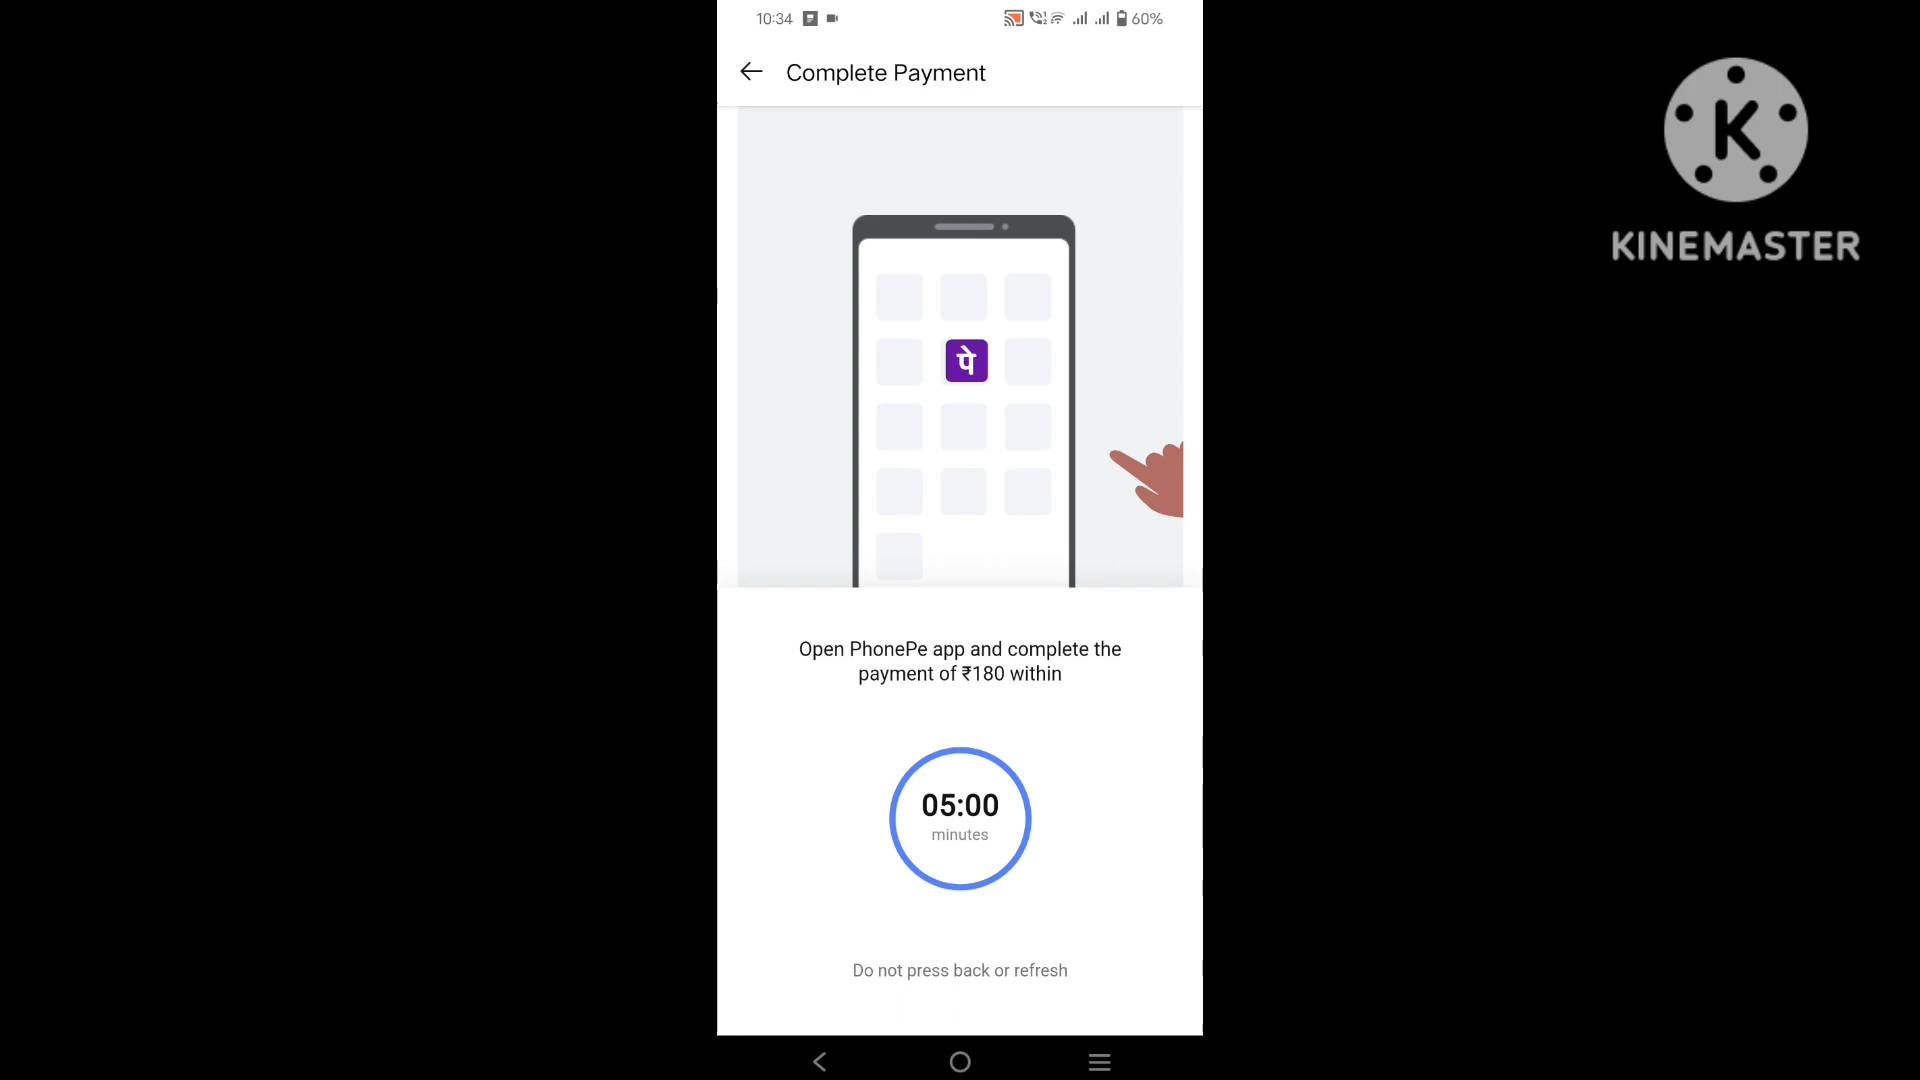 10:34
60%
Complete Payment
पे
Open PhonePe app and complete the
payment of ₹180 within
05:00
minutes
Do not press back or refresh
K
KINEMASTER